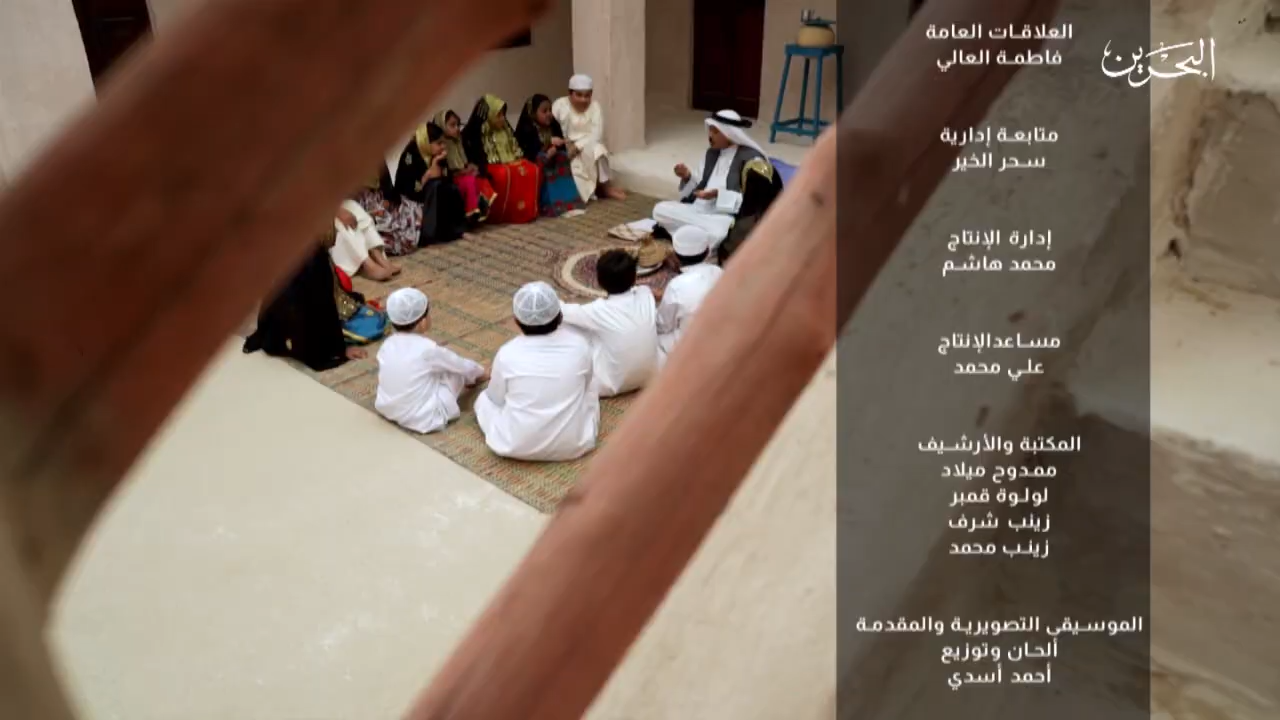 البحرين
العلاقات العامة
فاطمة العالي
متابعة إدارية
سحر الخير
إدارة الإنتاج
محمد هاشم
مساعدالإنتاج
علي محمد
المكتبة والأرشيف
ممدوح ميلاد
لولوة قمبر
زينب شرف
زينب محمد
الموسيقى التصويرية والمقدمة
ألحان وتوزيع
أحمد أسدي